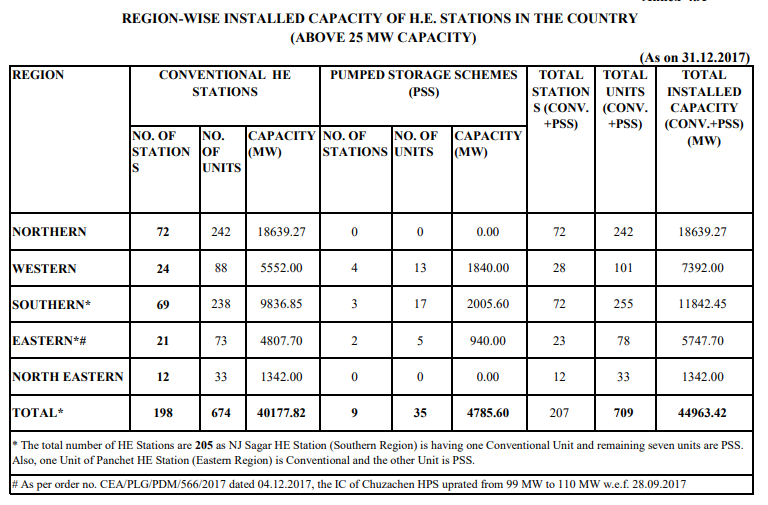 REGION-WISE INSTALLED CAPACITY OF H.E. STATIONS IN THE COUNTRY
(ABOVE 25 MW CAPACITY)
(As on 31.12.2017)
REGION CONVENTIONAL HE STATIONS PUMPED STORAGE SCHEMES (PSS) TOTAL STATION S (CONV. +PSS) TOTAL UNITS (CONV. +PSS) TOTAL INSTALLED CAPACITY (CONV.+PSS) (MW)
NO. OF STATION S NO. OF UNITS CAPACITY (MW) NO. OF STATIONS NO. OF UNITS CAPACITY (MW)
NORTHERN 72 242 18639.27 0 0 0.00 72 242 18639.27
WESTERN 24 88 5552.00 4 13 1840.00 28 101 7392.00
SOUTHERN* 69 238 9836.85 3 17 2005.60 72 255 11842.45
EASTERN*# 21 73 4807.70 2 5 940.00 23 78 5747.70
NORTH EASTERN 12 33 1342.00 0 0 0.00 12 33 1342.00
TOTAL* 198 674 40177.82 9 35 4785.60 207 709 44963.42
* The total number of HE Stations are 205 as NJ Sagar HE Station (Southern Region) is having one Conventional Unit and remaining seven units are PSS.
Also, one Unit of Panchet HE Station (Eastern Region) is Conventional and the other Unit is PSS.
# As per order no. CEA/PLG/PDM/566/2017 dated 04.12.2017, the IC of Chuzachen HPS uprated from 99 MW to 110 MW w.e.f. 28.09.2017